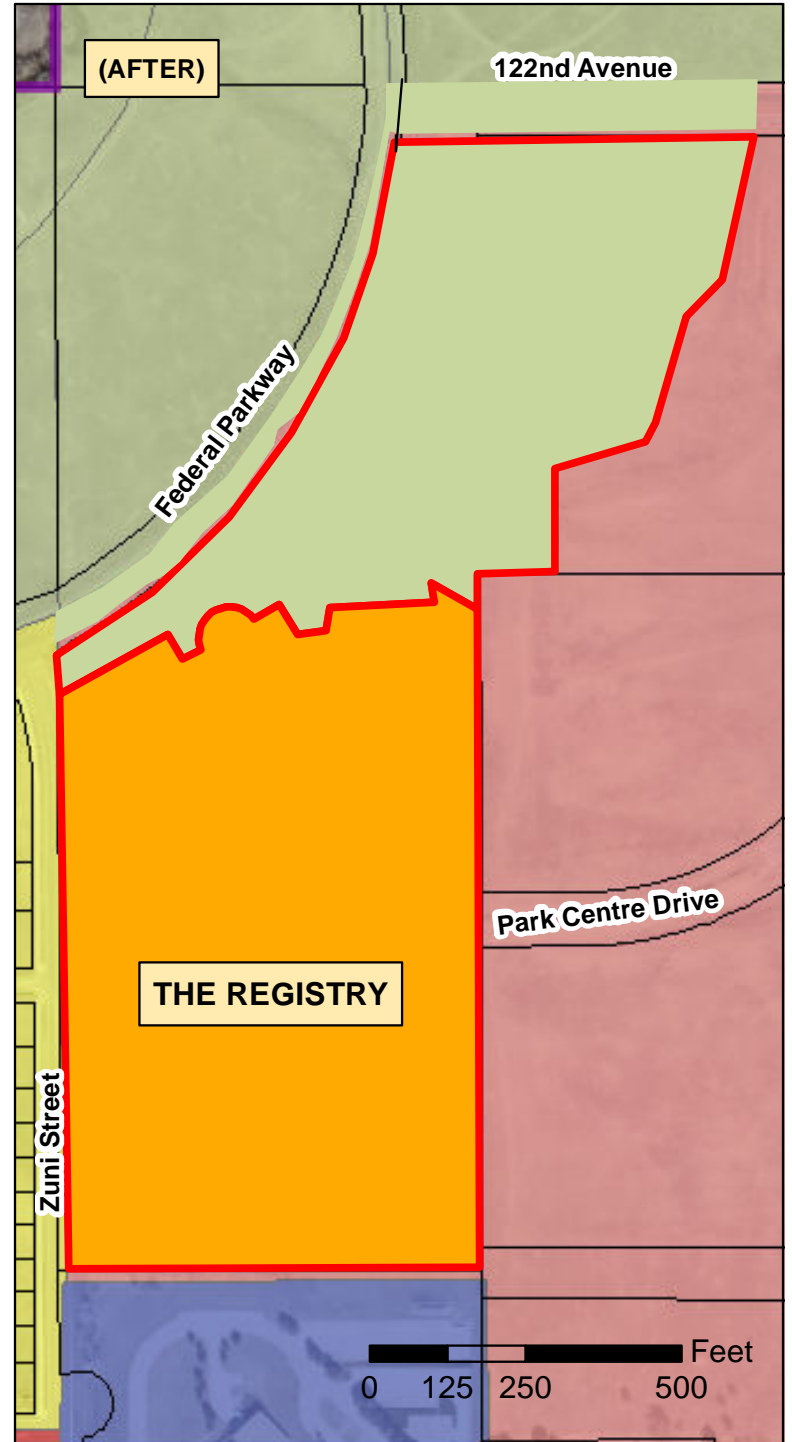 (AFTER)
122nd Avenue
Federal Parkway
Park Centre Drive
THE REGISTRY
Zuni Street
Feet
0 125 250 500